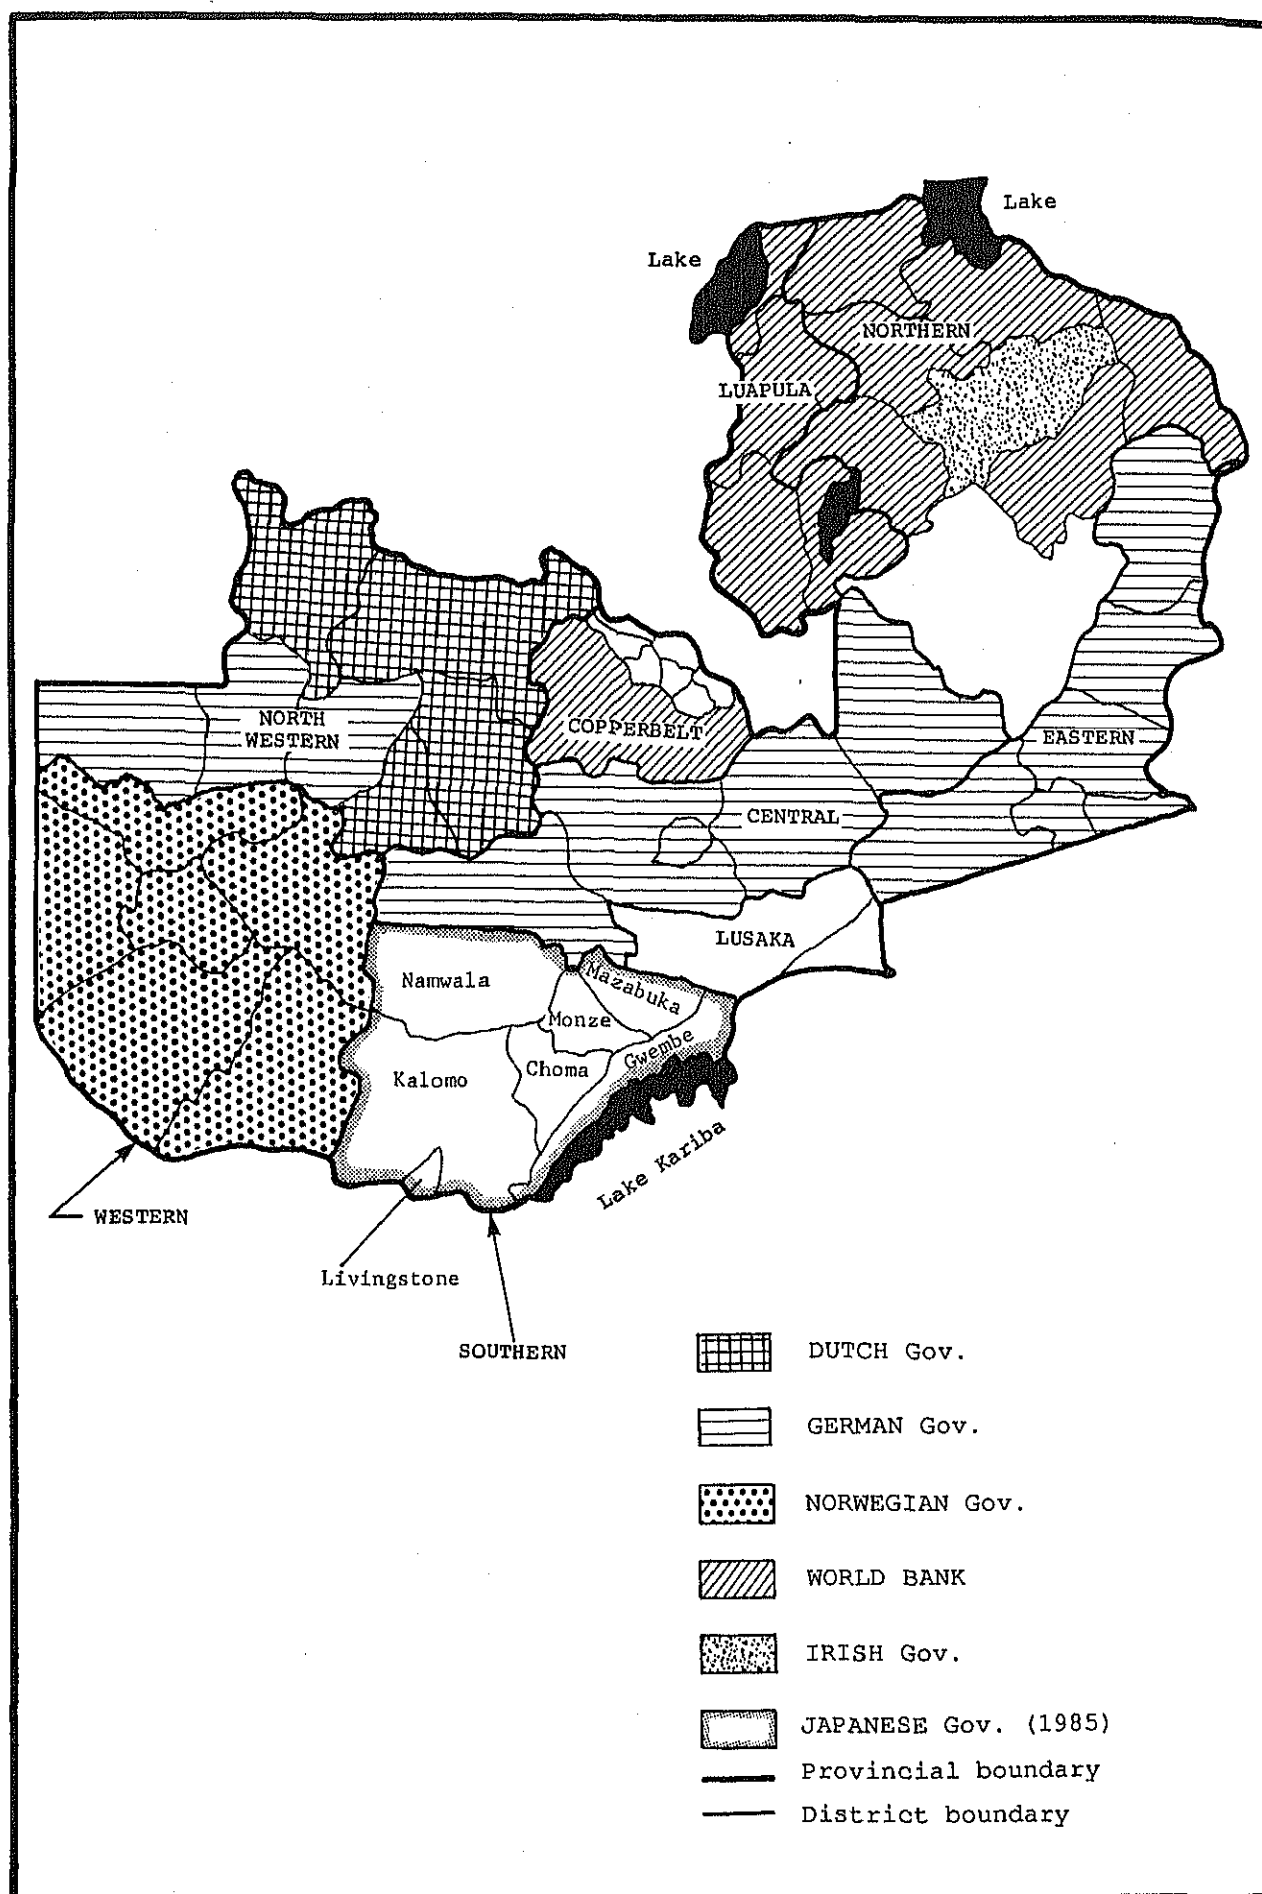 Lake
Lake
NORTHERN
LUAPULA
NORTH
WESTERN
COPPERBELT
EASTERN
CENTRAL
LUSAKA
Namwala
Mazabuka
Monze
Gwembe
Choma
Kalomo
Lake Kariba
WESTERN
Livingstone
SOUTHERN
DUTCH Gov.
GERMAN Gov.
NORWEGIAN Gov.
WORLD BANK
IRISH Gov.
JAPANESE Gov. (1985)
Provincial boundary
District boundary